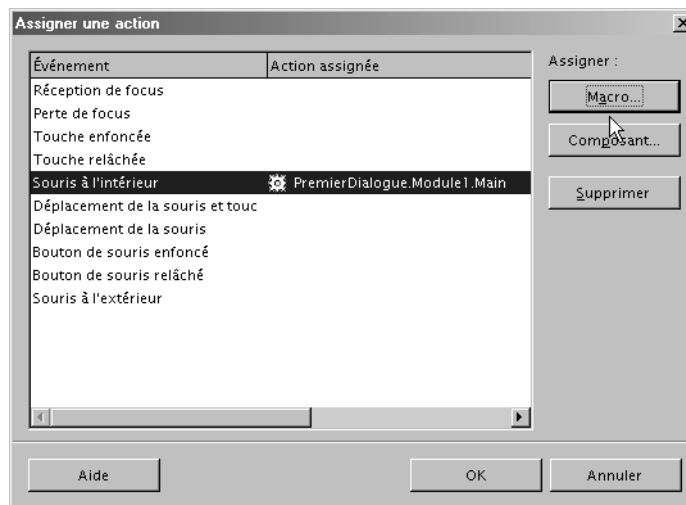 Assigner une action
Événement Action assignée
Assigner :
Réception de focus
Macro...
Perte de focus
Touche enfoncée
Composant...
Touche relâchée
Souris à l'intérieur PremierDialogue.Module1.Main
Supprimer
Déplacement de la souris et touc
Déplacement de la souris
Bouton de souris enfoncé
Bouton de souris relâché
Souris à l'extérieur
Aide OK Annuler